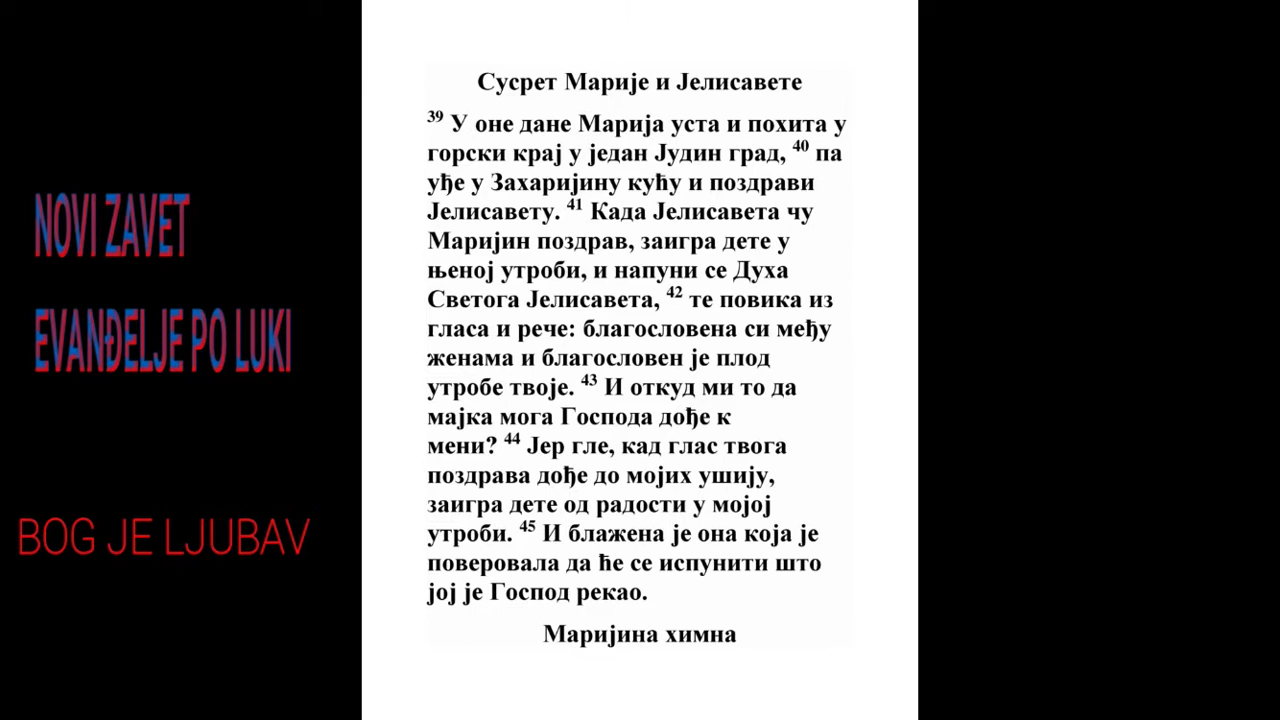 NOVI ZAVET
EVANĐELJE PO LUKI
BOG JE LJUBAV
Сусрет Марије и Јелисавете
39 У оне дане Марија уста и похита у
горски крај у један Јудин град, 40 па
уђе у Захаријину кућу и поздрави
Јелисавету. 41 Када Јелисавета чу
Маријин поздрав, заигра дете у
њеној утроби, и напуни се Духа
Светога Јелисавета, 42 те повика из
гласа и рече: благословена си међу
женама и благословен је плод
утробе твоје. 43 И откуд ми то да
мајка мога Господа дође к
мени? 44 Јер гле, кад глас твога
поздрава дође до мојих ушију,
заигра дете од радости у мојој
утроби. 45 И блажена је она која је
поверовала да ће се испунити што
јој је Господ рекао.
Маријина химна